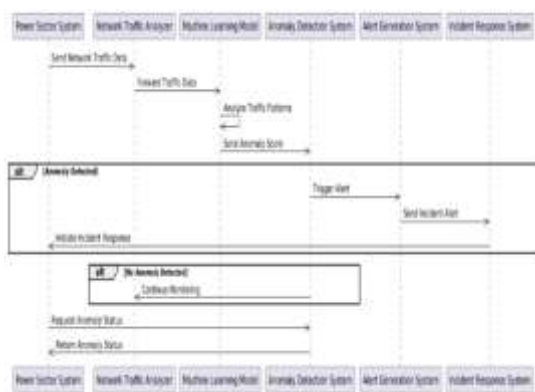 Power Sector System Network Traffic Analyzer Machine Learning Model Anomaly Detection System Alert Generation System Incident Response System
Send Network Traffic Data
Forward Traffic Data
Analyze Traffic Patterns
Send Anomaly Score
alt [Anomaly Detected]
Trigger Alert
Send Incident Alert
Initiate Incident Response
alt [No Anomaly Detected]
Continue Monitoring
Request Anomaly Status
Return Anomaly Status
Power Sector System Network Traffic Analyzer Machine Learning Model Anomaly Detection System Alert Generation System Incident Response System